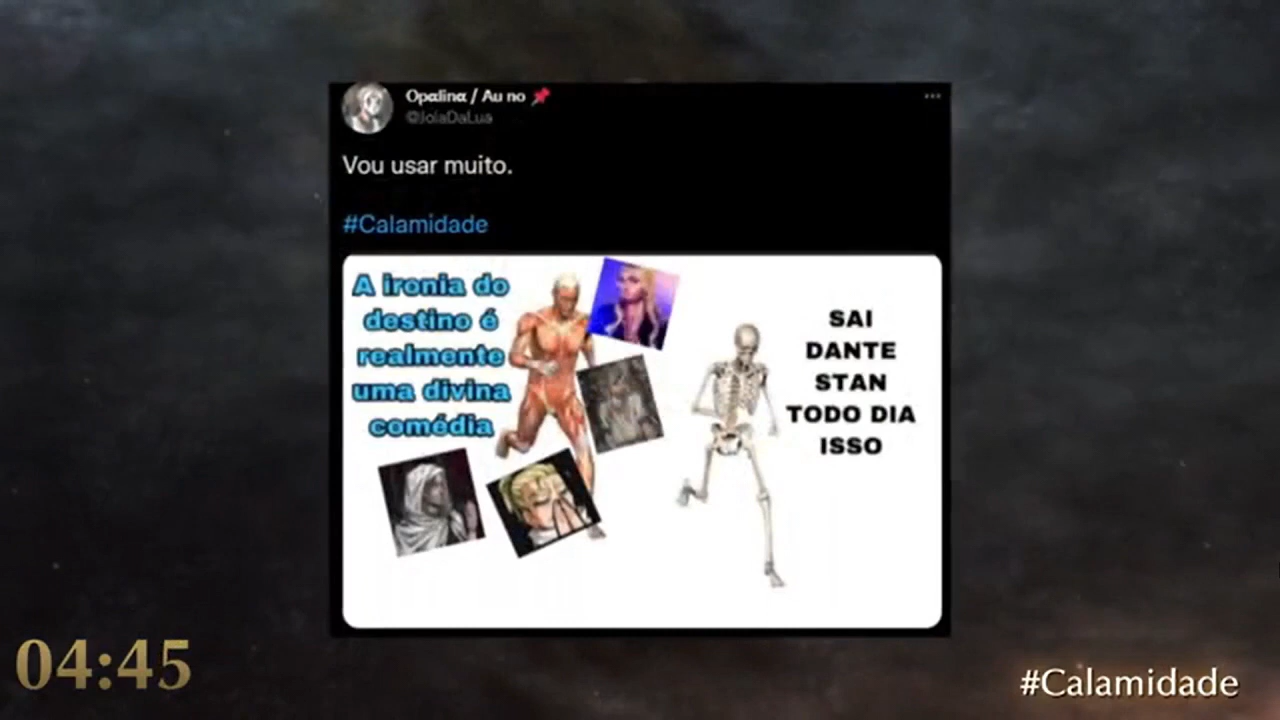 Opalina / Au no
@JoiaDaLua
Vou usar muito.
#Calamidade
A ironia do
destino é
realmente
uma divina
comédia
SAI
DANTE
STAN
TODO DIA
ISSO
04:45
#Calamidade